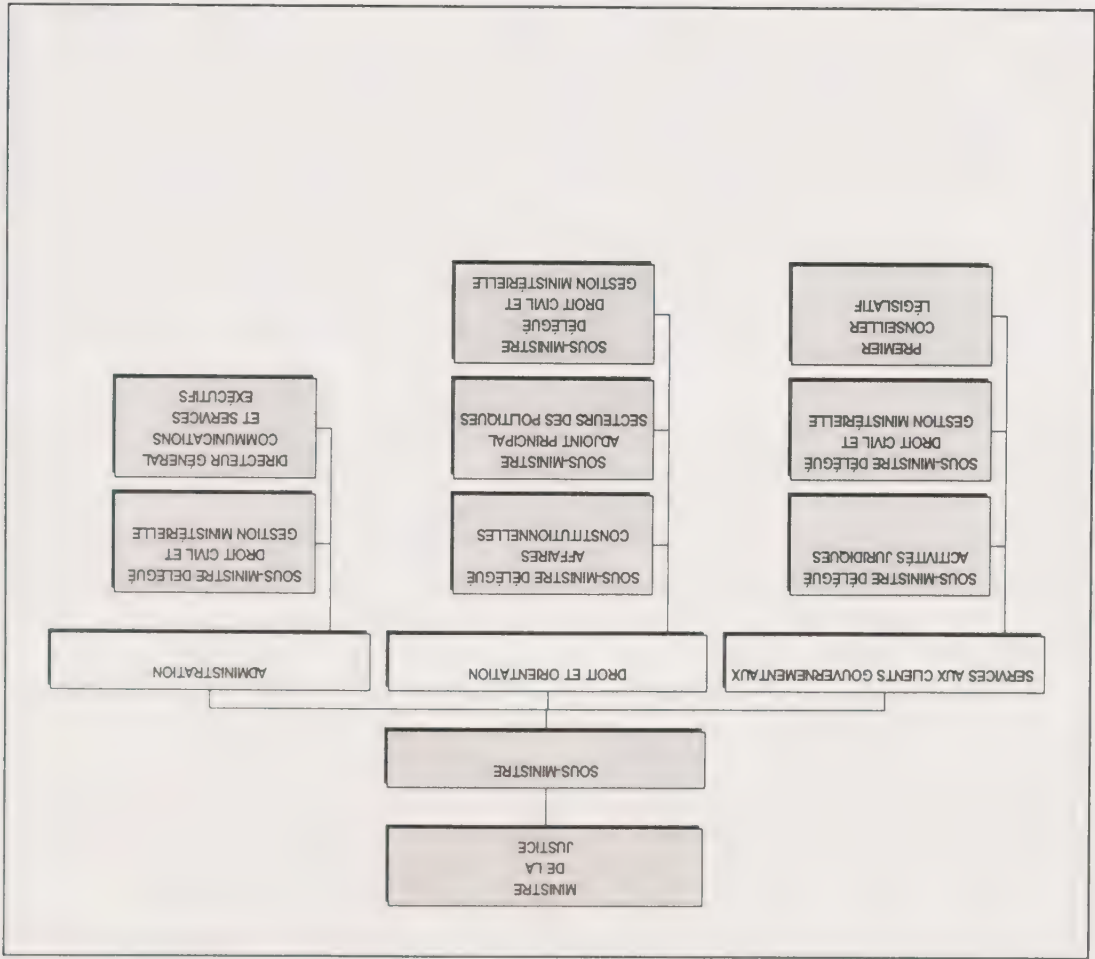 MINISTRE
DE LA
JUSTICE
SOUS-MINISTRE
SERVICES AUX CLIENTS GOUVERNEMENTAUX
SOUS-MINISTRE DÉLÉGUÉ
ACTIVITÉS JURIDIQUES
SOUS-MINISTRE DÉLÉGUÉ
DROIT CIVIL ET
GESTION MINISTÉRIELLE
PREMIER
CONSEILLER
LÉGISLATIF
DROIT ET ORIENTATION
SOUS-MINISTRE DÉLÉGUÉ
AFFAIRES
CONSTITUTIONNELLES
SOUS-MINISTRE
ADJOINT PRINCIPAL
SECTEURS DES POLITIQUES
SOUS-MINISTRE
DÉLÉGUÉ
DROIT CIVIL ET
GESTION MINISTÉRIELLE
ADMINISTRATION
SOUS-MINISTRE DÉLÉGUÉ
DROIT CIVIL ET
GESTION MINISTÉRIELLE
DIRECTEUR GÉNÉRAL
COMMUNICATIONS
ET SERVICES
EXÉCUTIFS